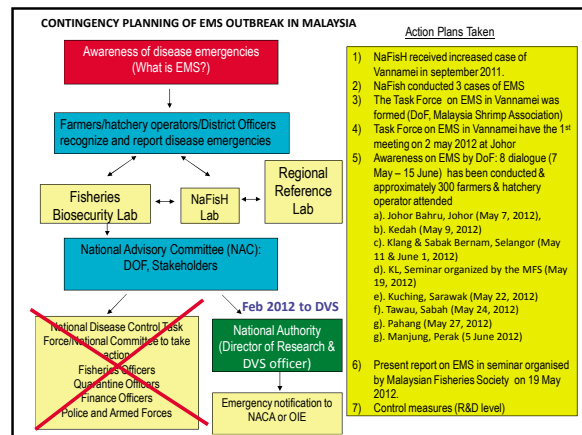 CONTINGENCY PLANNING OF EMS OUTBREAK IN MALAYSIA
Awareness of disease emergencies
(What is EMS?)
Farmers/hatchery operators/District Officers
recognize and report disease emergencies
Fisheries
Biosecurity Lab
NaFisH
Lab
Regional
Reference
Lab
National Advisory Committee (NAC):
DOF, Stakeholders
Feb 2012 to DVS
National Disease Control Task
Force/National Committee to take
action
Fisheries Officers
Quarantine Officers
Finance Officers
Police and Armed Forces
National Authority
(Director of Research &
DVS officer)
Emergency notification to
NACA or OIE
Action Plans Taken
1) NaFisH received increased case of
Vannamei in september 2011.
2) NaFish conducted 3 cases of EMS
3) The Task Force on EMS in Vannamei was
formed (DoF, Malaysia Shrimp Association)
4) Task Force on EMS in Vannamei have the 1st
meeting on 2 may 2012 at Johor
5) Awareness on EMS by DoF: 8 dialogue (7
May – 15 June) has been conducted &
approximately 300 farmers & hatchery
operator attended
a). Johor Bahru, Johor (May 7, 2012),
b). Kedah (May 9, 2012)
c). Klang & Sabak Bernam, Selangor (May
11 & June 1, 2012)
d). KL, Seminar organized by the MFS (May
19, 2012)
e). Kuching, Sarawak (May 22, 2012)
f). Tawau, Sabah (May 24, 2012)
g). Pahang (May 27, 2012)
g). Manjung, Perak (5 June 2012)
6) Present report on EMS in seminar organised
by Malaysian Fisheries Society on 19 May
2012.
7) Control measures (R&D level)